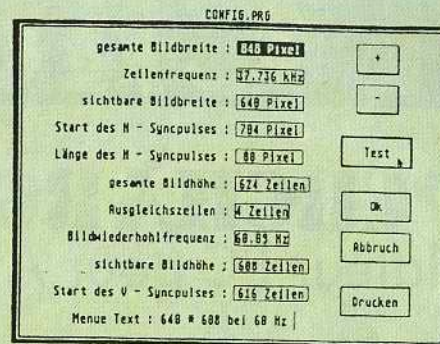 CONFIG.PRG
gesamte Bildbreite : 848 Pixel
+
Zeilenfrequenz : 37.736 kHz
sichtbare Bildbreite : 640 Pixel
-
Start des H - Syncpulses : 704 Pixel
Länge des H - Syncpulses : 80 Pixel
Test
gesamte Bildhöhe : 624 Zeilen
Ausgleichszeilen : 4 Zeilen
Ok
Bildwiederhohlfrequenz : 60.09 Hz
Abbruch
sichtbare Bildhöhe : 608 Zeilen
Start des V - Syncpulses : 616 Zeilen
Drucken
Menue Text : 640 * 608 bei 60 Hz